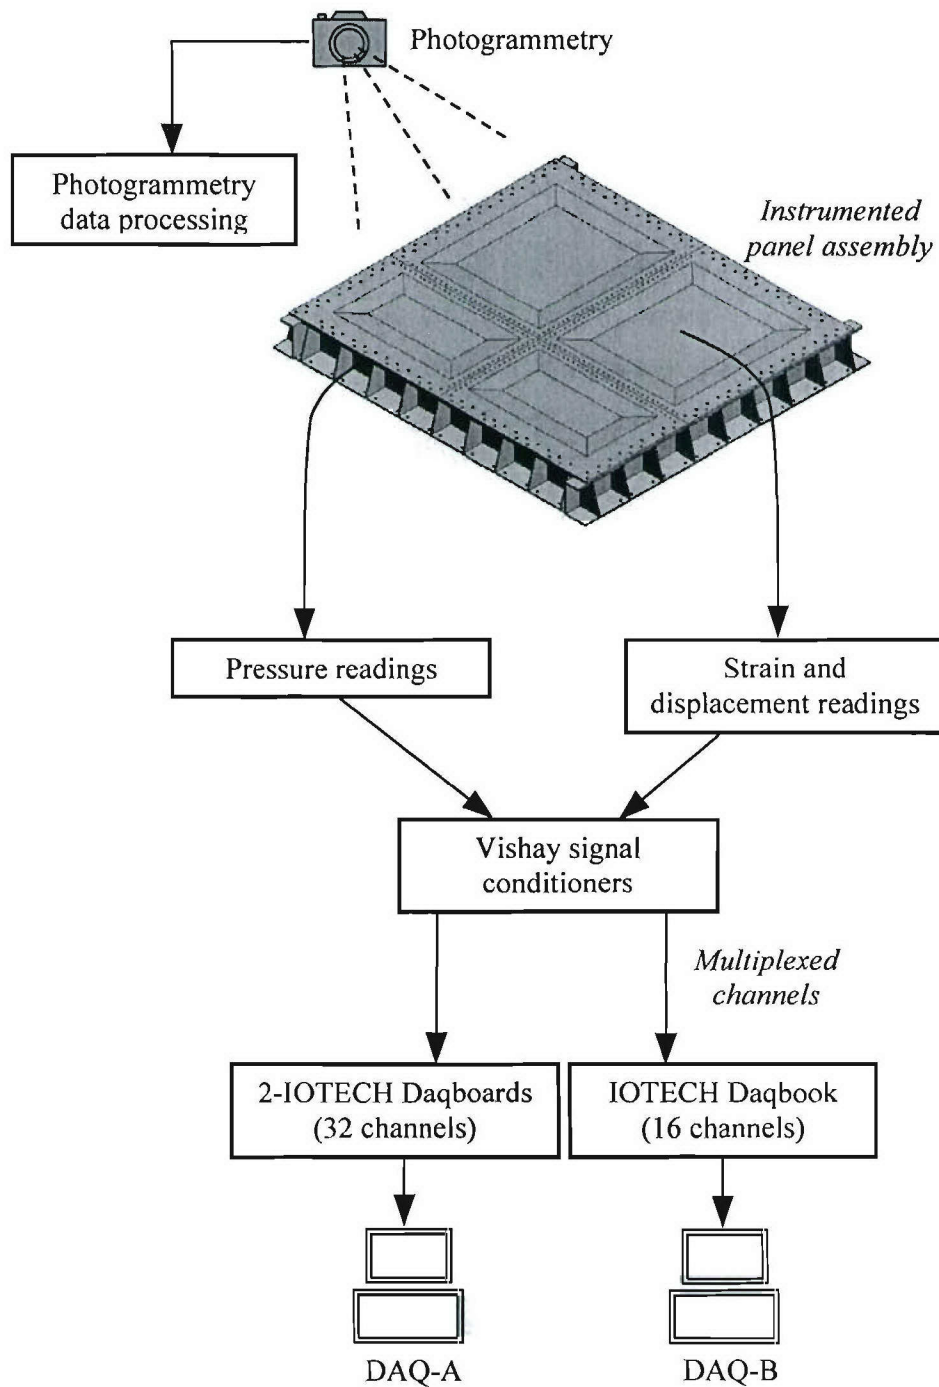 Photogrammetry
Photogrammetry
data processing
Instrumented
panel assembly
Pressure readings
Strain and
displacement readings
Vishay signal
conditioners
Multiplexed
channels
2-IOTECH Daqboards
(32 channels)
IOTECH Daqbook
(16 channels)
DAQ-A
DAQ-B